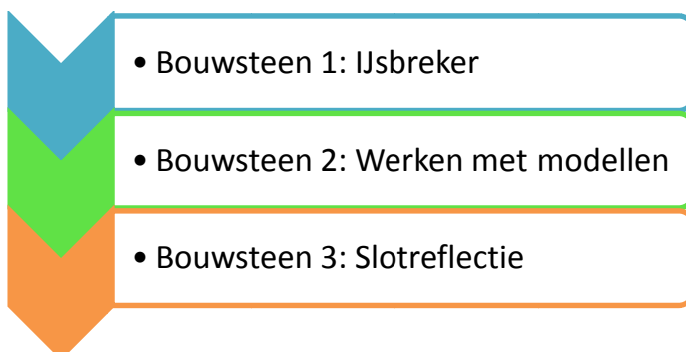 • Bouwsteen 1: IJsbreker
• Bouwsteen 2: Werken met modellen
• Bouwsteen 3: Slotreflectie